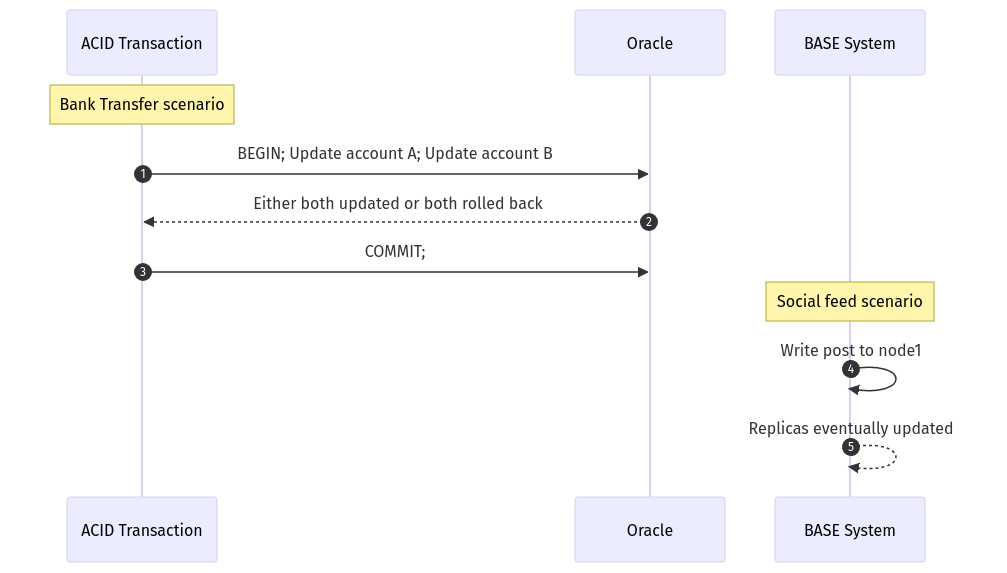 ACID Transaction
Oracle
BASE System
Bank Transfer scenario
BEGIN; Update account A; Update account B
1
Either both updated or both rolled back
2
COMMIT;
3
Social feed scenario
Write post to node1
4
Replicas eventually updated
5
ACID Transaction
Oracle
BASE System